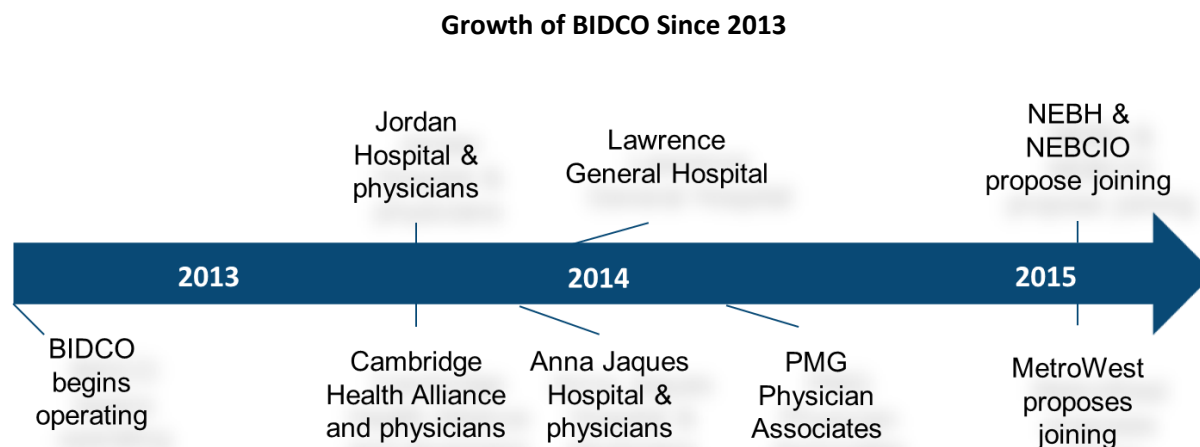 Growth of BIDCO Since 2013
Jordan
Hospital &
physicians
Lawrence
General Hospital
NEBH &
NEBCIO
propose joining
2013
2014
2015
BIDCO
begins
operating
Cambridge
Health Alliance
and physicians
Anna Jaques
Hospital &
physicians
PMG
Physician
Associates
MetroWest
proposes
joining